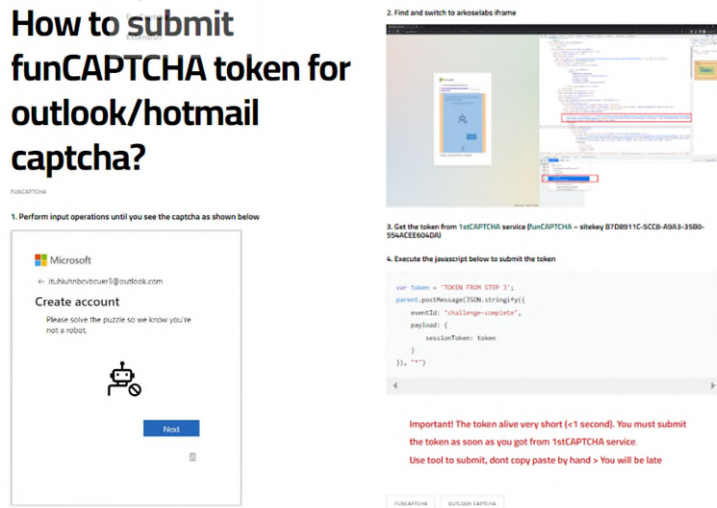 How to submit
funCAPTCHA token for
outlook/hotmail
captcha?
FUNCAPTCHA
1. Perform input operations until you see the captcha as shown below
Microsoft
← ituhiuhnbcvbcuer3@outlook.com
Create account
Please solve the puzzle so we know you're
not a robot.
Next
2. Find and switch to arkoselabs iframe
3. Get the token from 1stCAPTCHA service (funCAPTCHA – sitekey B7D8911C-5CC8-A9A3-35B0-
554ACEE604DA)
4. Execute the javascript below to submit the token
var token = 'TOKEN FROM STEP 3';
parent.postMessage(JSON.stringify({
eventId: "challenge-complete",
payload: {
sessionToken: token
}
}), "*")
Important! The token alive very short (<1 second). You must submit
the token as soon as you got from 1stCAPTCHA service.
Use tool to submit, dont copy paste by hand > You will be late
FUNCAPTCHA
OUTLOOK CAPTCHA